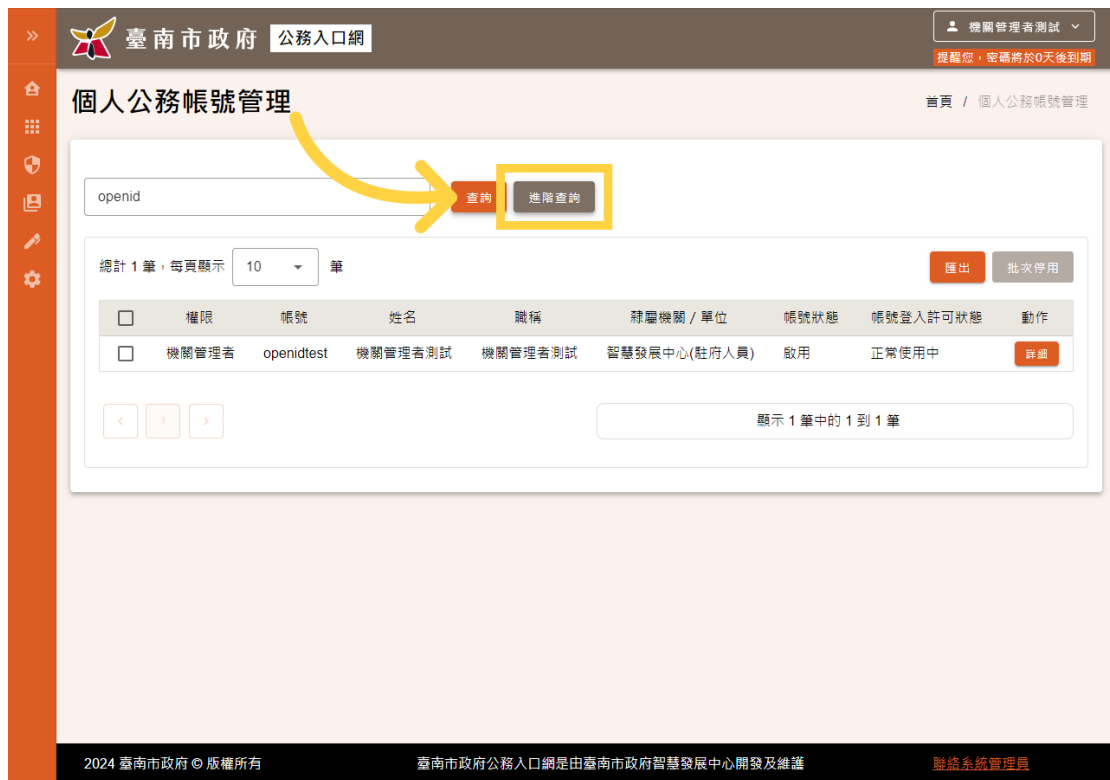 臺南市政府 公務入口網
機關管理者測試
提醒您，密碼將於0天後到期
個人公務帳號管理
首頁 / 個人公務帳號管理
openid
查詢
進階查詢
總計 1 筆，每頁顯示 10 筆
匯出
批次停用
權限 帳號 姓名 職稱 隸屬機關 / 單位 帳號狀態 帳號登入許可狀態 動作
機關管理者 openidtest 機關管理者測試 機關管理者測試 智慧發展中心(駐府人員) 啟用 正常使用中 詳細
1
顯示 1 筆中的 1 到 1 筆
2024 臺南市政府 © 版權所有
臺南市政府公務入口網是由臺南市政府智慧發展中心開發及維護
聯絡系統管理員